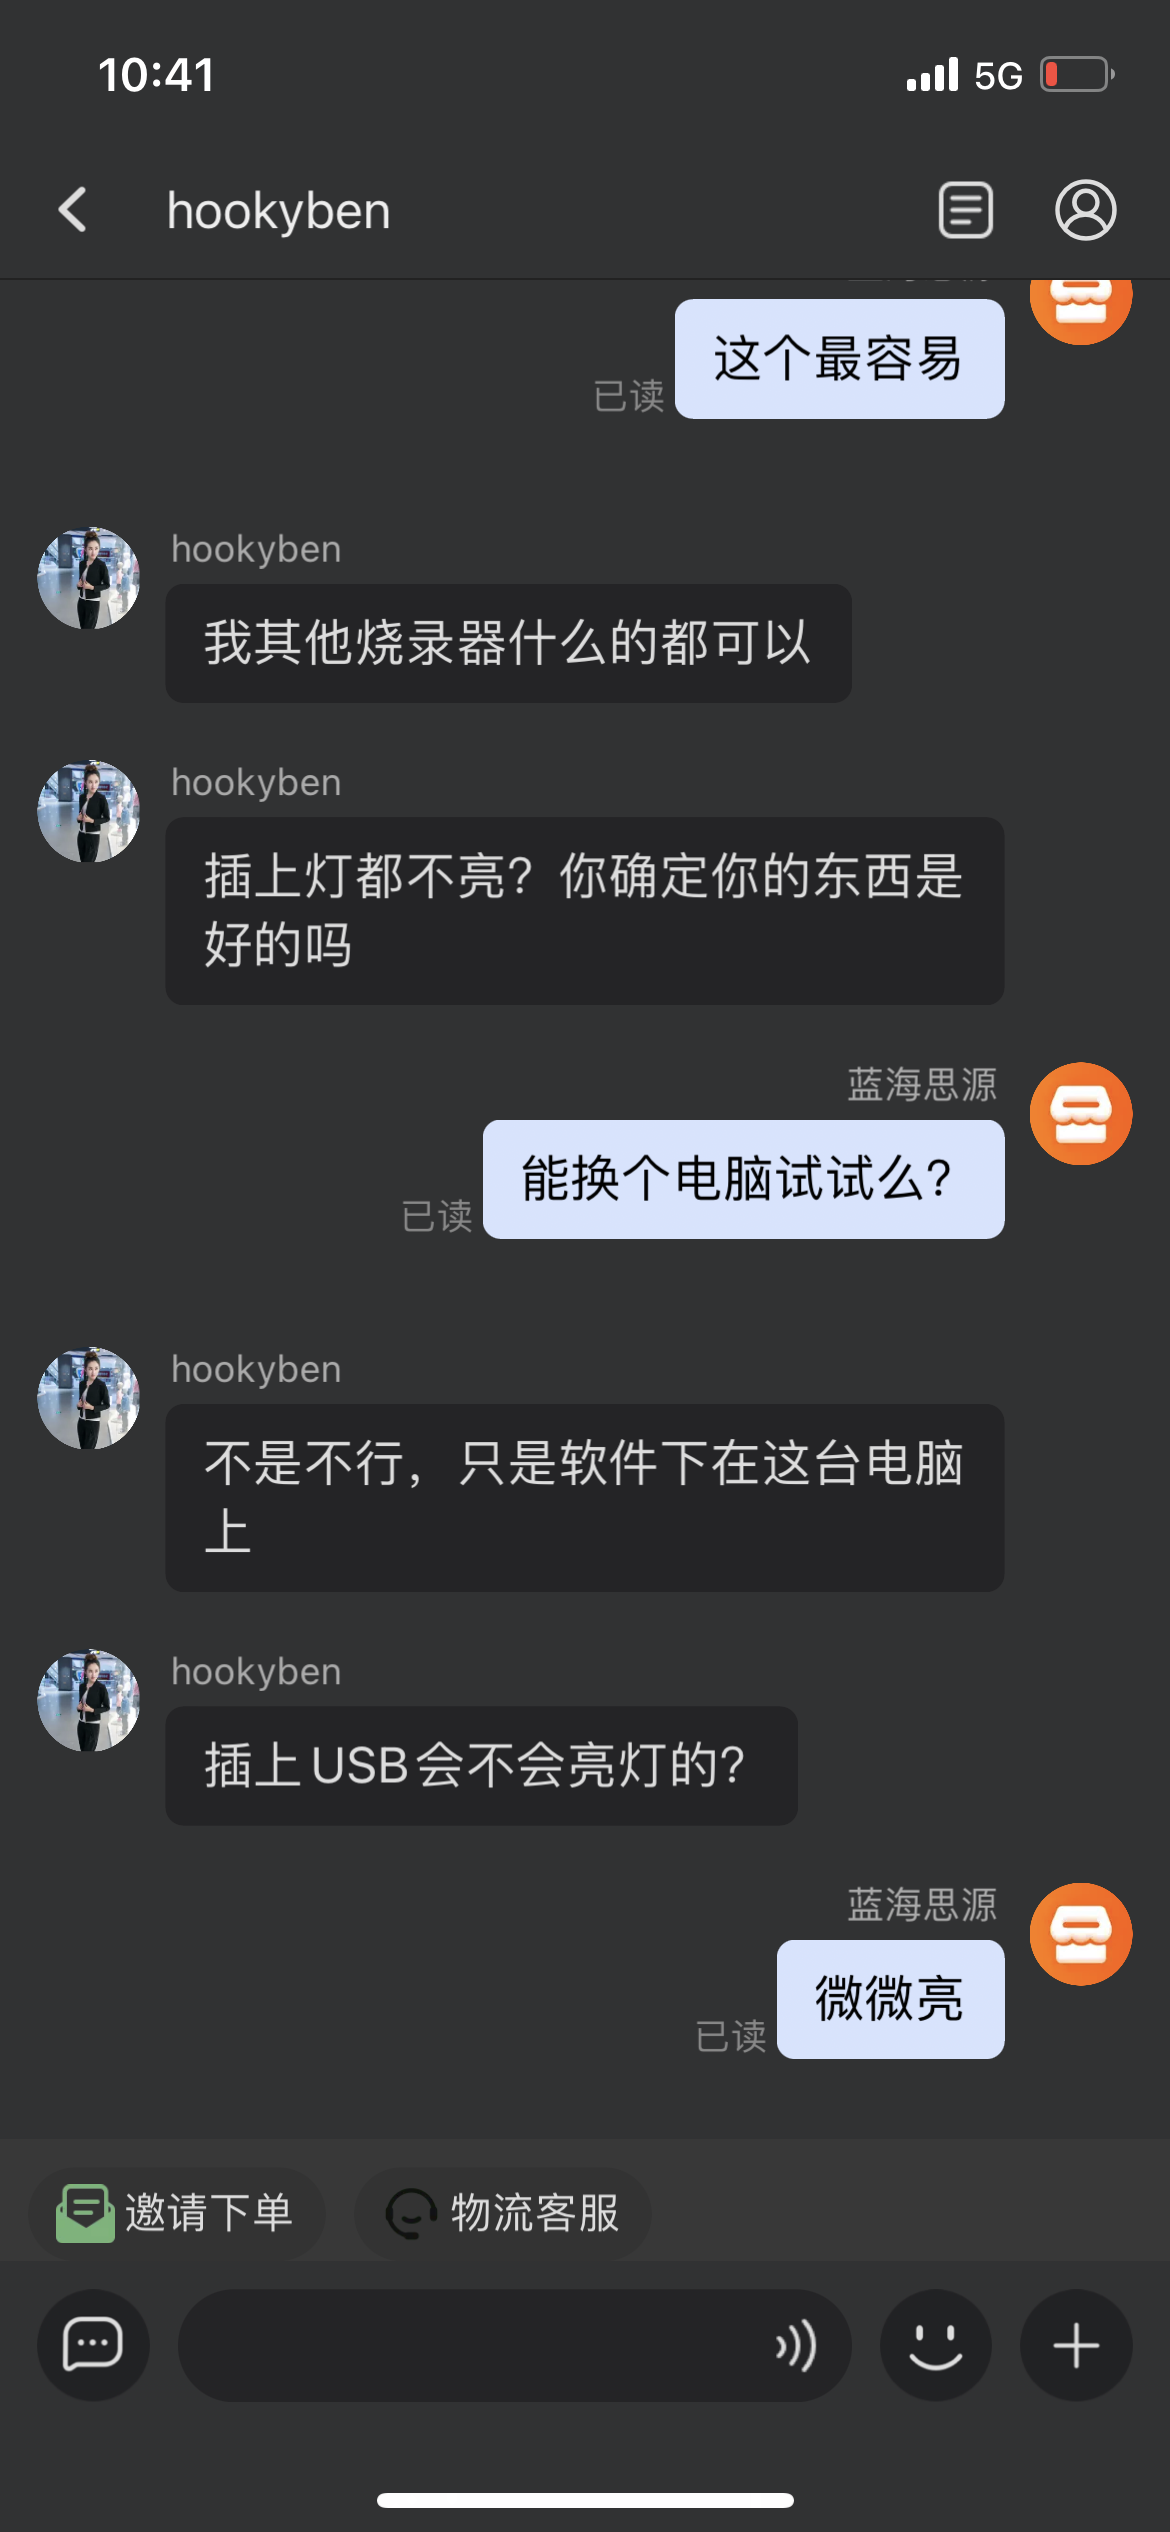 10:41
5G
hookyben
这个最容易
已读
hookyben
我其他烧录器什么的都可以
hookyben
插上灯都不亮？你确定你的东西是
好的吗
蓝海思源
能换个电脑试试么？
已读
hookyben
不是不行，只是软件下在这台电脑
上
hookyben
插上USB会不会亮灯的？
蓝海思源
微微亮
已读
邀请下单
物流客服